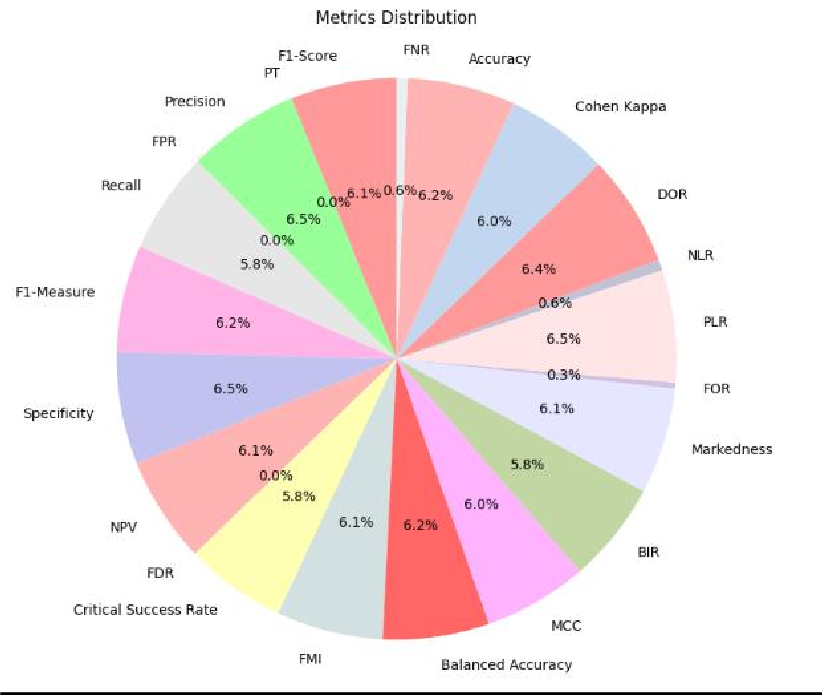 Metrics Distribution
FNR
F1-Score
Accuracy
PT
Precision
Cohen Kappa
FPR
Recall
DOR
0.6%
6.1%
6.2%
0.0%
6.5%
6.0%
0.0%
NLR
5.8%
6.4%
F1-Measure
0.6%
6.2%
PLR
6.5%
0.3%
FOR
6.5%
6.1%
Specificity
Markedness
6.1%
5.8%
0.0%
5.8%
6.0%
6.1%
6.2%
NPV
BIR
FDR
Critical Success Rate
MCC
FMI
Balanced Accuracy